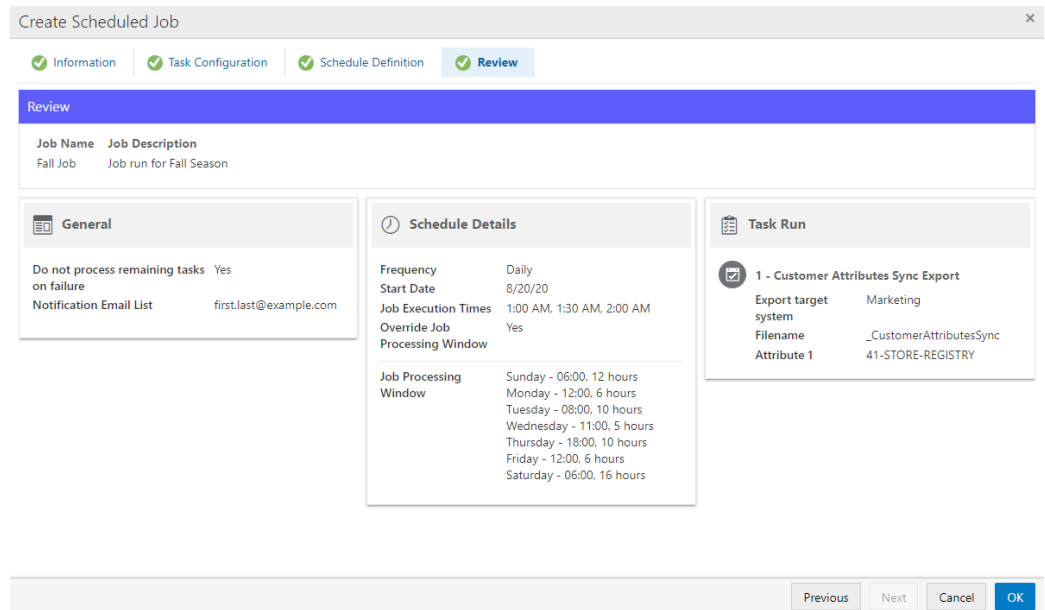 Create Scheduled Job
Information Task Configuration Schedule Definition Review
Review
Job Name Job Description
Fall Job Job run for Fall Season
General
Do not process remaining tasks Yes
on failure
Notification Email List first.last@example.com
Schedule Details
Frequency Daily
Start Date 8/20/20
Job Execution Times 1:00 AM, 1:30 AM, 2:00 AM
Override Job Yes
Processing Window
Job Processing Sunday - 06:00, 12 hours
Window Monday - 12:00, 6 hours
Tuesday - 08:00, 10 hours
Wednesday - 11:00, 5 hours
Thursday - 18:00, 10 hours
Friday - 12:00, 6 hours
Saturday - 06:00, 16 hours
Task Run
1 - Customer Attributes Sync Export
Export target Marketing
system
Filename _CustomerAttributesSync
Attribute 1 41-STORE-REGISTRY
Previous Next Cancel OK